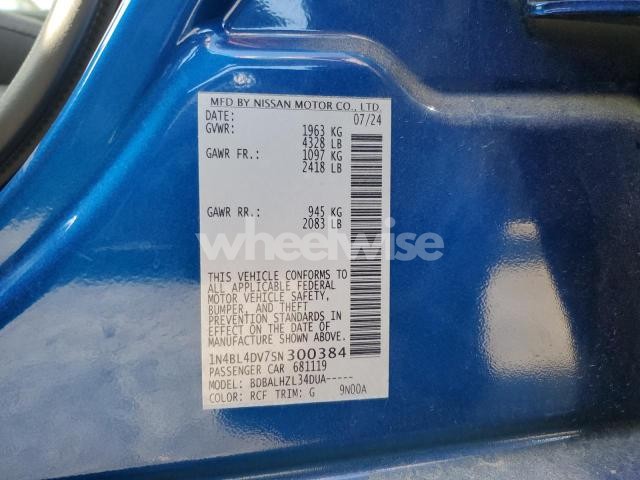 MFD BY NISSAN MOTOR CO., LTD.
DATE: 07/24
GVWR: 1963 KG
4328 LB
GAWR FR.: 1097 KG
2418 LB
GAWR RR.: 945 KG
2083 LB
wheelwise
THIS VEHICLE CONFORMS TO
ALL APPLICABLE FEDERAL
MOTOR VEHICLE SAFETY,
BUMPER, AND THEFT
PREVENTION STANDARDS IN
EFFECT ON THE DATE OF
MANUFACTURE SHOWN ABOVE.
1N4BL4DV7SN300384
PASSENGER CAR 681119
MODEL: BDBALHZL34DUA-----
COLOR: RCF TRIM: G 9N00A